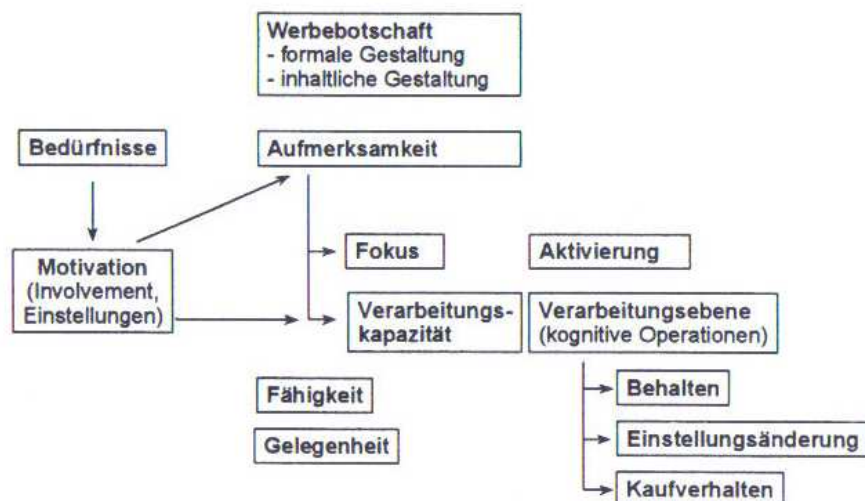 Werbebotschaft
- formale Gestaltung
- inhaltliche Gestaltung
Bedürfnisse
Aufmerksamkeit
Fokus
Aktivierung
Motivation
(Involvement,
Einstellungen)
Verarbeitungs-
kapazität
Verarbeitungsebene
(kognitive Operationen)
Fähigkeit
Behalten
Gelegenheit
Einstellungsänderung
Kaufverhalten